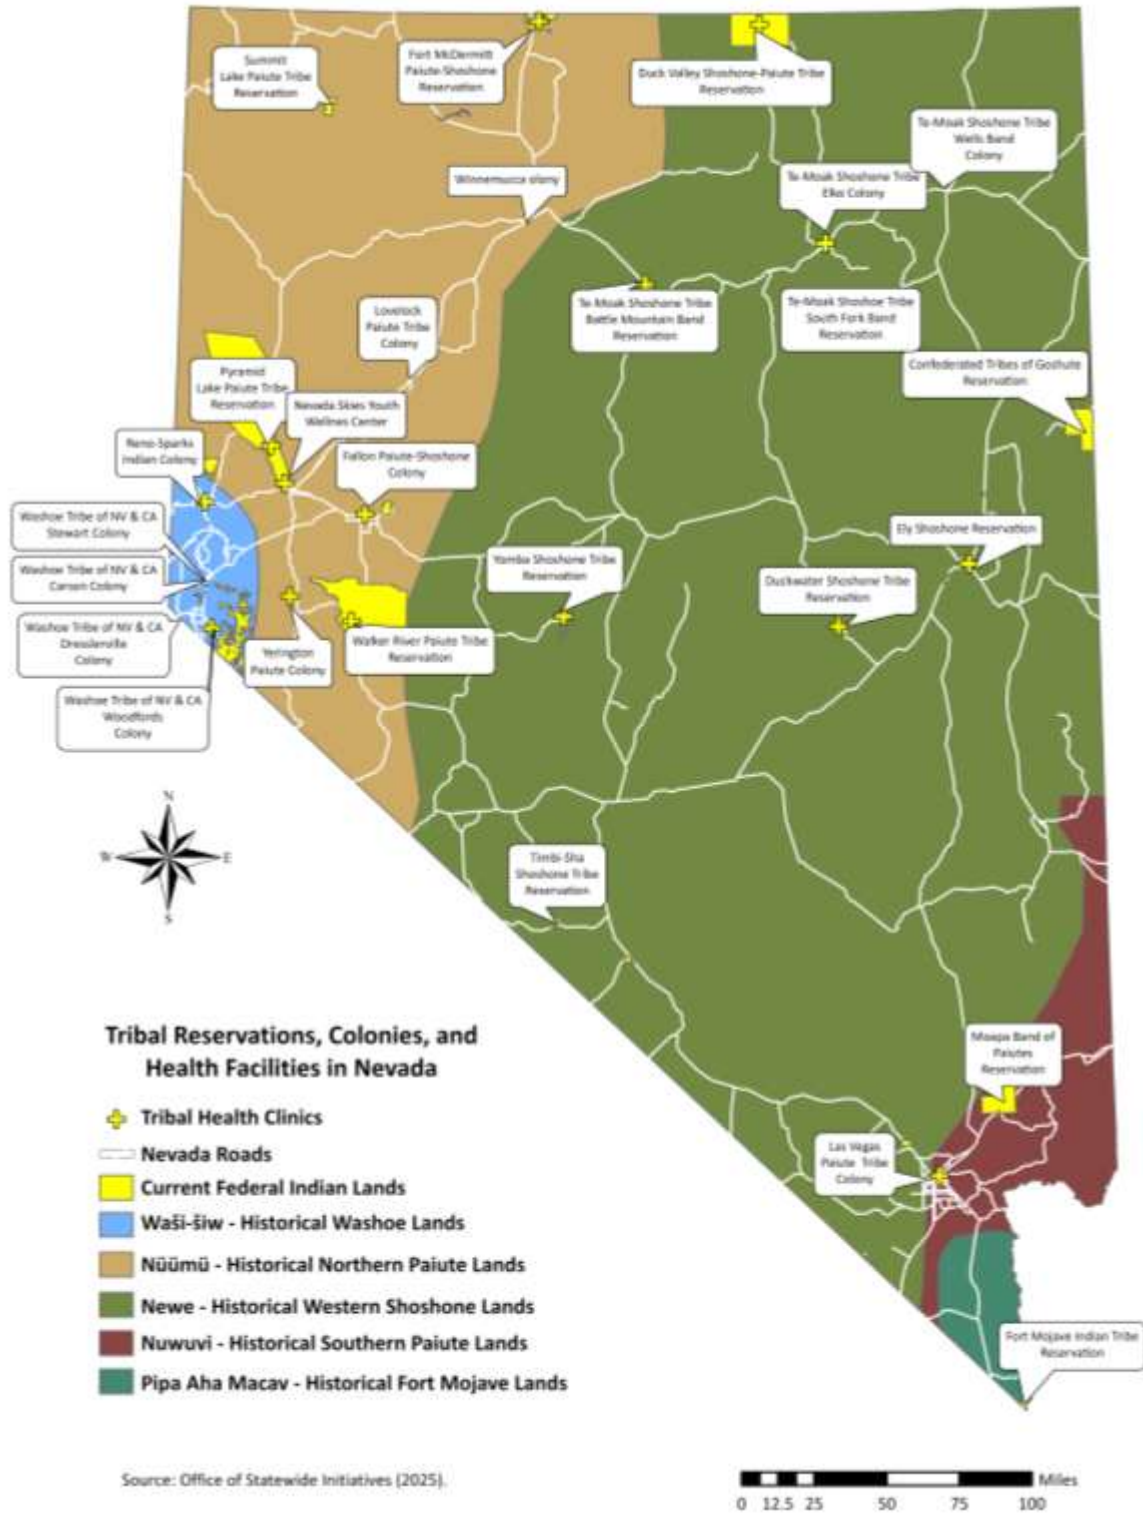 Summit
Lake Paiute Tribe
Reservation
Fort McDermitt
Paiute-Shoshone
Reservation
Duck Valley Shoshone-Paiute Tribe
Reservation
Te-Moak Shoshone Tribe
Wells Band
Colony
Winnemucca olony
Te-Moak Shoshone Tribe
Elko Colony
Lovelock
Paiute Tribe
Colony
Te-Moak Shoshone Tribe
Battle Mountain Band
Reservation
Te-Moak Shoshoe Tribe
South Fork Band
Reservation
Confederated Tribes of Goshute
Reservation
Pyramid
Lake Paiute Tribe
Reservation
Nevada Skies Youth
Wellnes Center
Reno-Sparks
Indian Colony
Fallon Paiute-Shoshone
Colony
Washoe Tribe of NV & CA
Stewart Colony
Ely Shoshone Reservation
Washoe Tribe of NV & CA
Carson Colony
Yomba Shoshone Tribe
Reservation
Duckwater Shoshone Tribe
Reservation
Washoe Tribe of NV & CA
Dresslerville
Colony
Yerington
Paiute Colony
Walker River Paiute Tribe
Reservation
Washoe Tribe of NV & CA
Woodfords
Colony
N
W
E
S
Timbi-Sha
Shoshone Tribe
Reservation
Moapa Band of
Paiutes
Reservation
Las Vegas
Paiute Tribe
Colony
Fort Mojave Indian Tribe
Reservation
Tribal Reservations, Colonies, and
Health Facilities in Nevada
Tribal Health Clinics
Nevada Roads
Current Federal Indian Lands
Waši-šiw - Historical Washoe Lands
Nüümü - Historical Northern Paiute Lands
Newe - Historical Western Shoshone Lands
Nuwuvi - Historical Southern Paiute Lands
Pipa Aha Macav - Historical Fort Mojave Lands
Source: Office of Statewide Initiatives (2025).
Miles
0 12.5 25 50 75 100